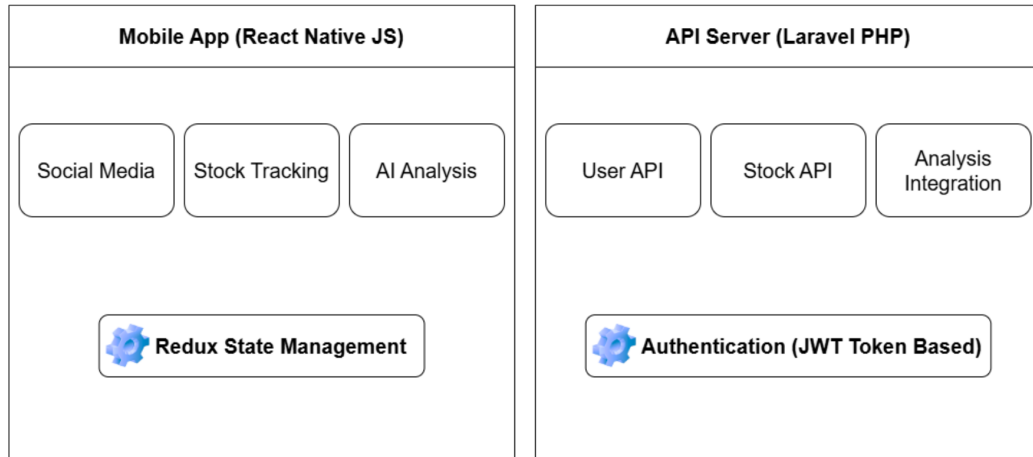 Mobile App (React Native JS)
API Server (Laravel PHP)
Social Media
Stock Tracking
AI Analysis
User API
Stock API
Analysis
Integration
Redux State Management
Authentication (JWT Token Based)